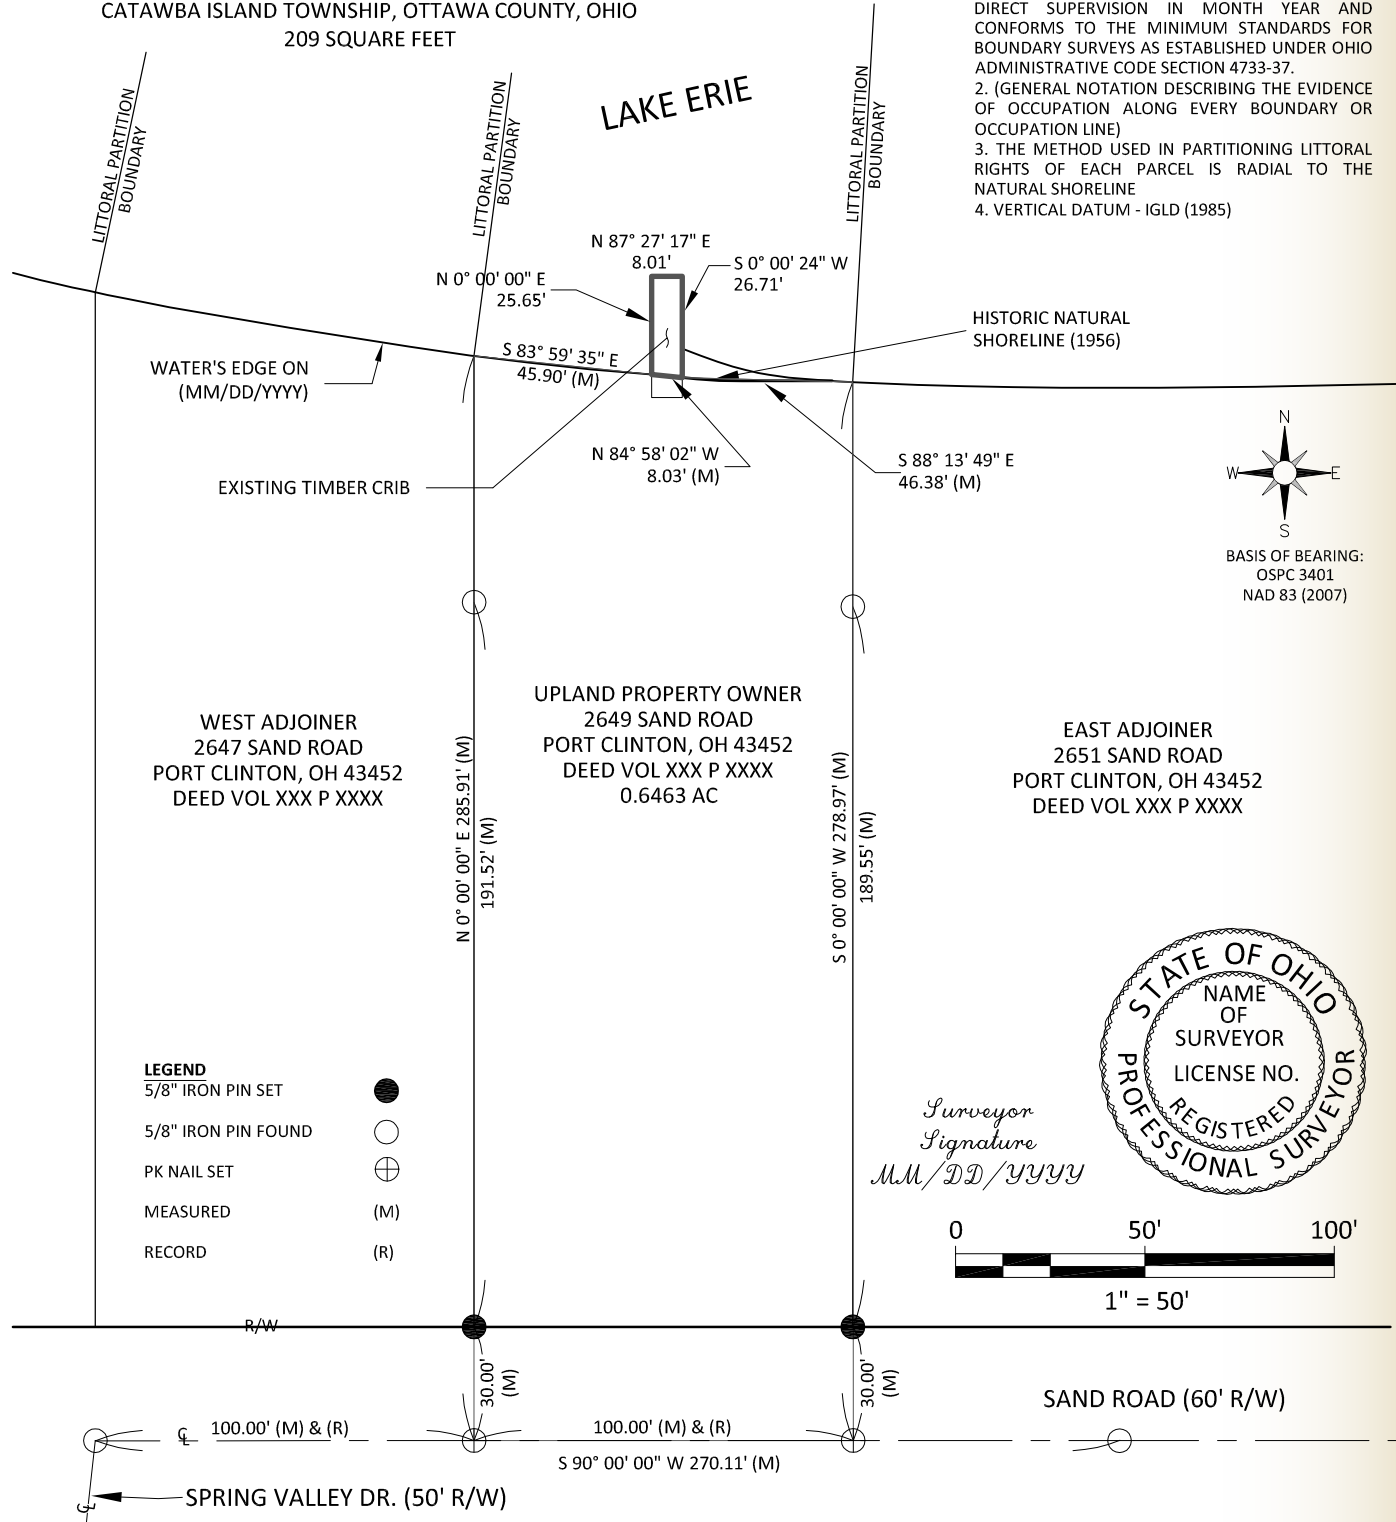 CATAWBA ISLAND TOWNSHIP, OTTAWA COUNTY, OHIO
209 SQUARE FEET
DIRECT SUPERVISION IN MONTH YEAR AND
CONFORMS TO THE MINIMUM STANDARDS FOR
BOUNDARY SURVEYS AS ESTABLISHED UNDER OHIO
ADMINISTRATIVE CODE SECTION 4733-37.
2. (GENERAL NOTATION DESCRIBING THE EVIDENCE
OF OCCUPATION ALONG EVERY BOUNDARY OR
OCCUPATION LINE)
3. THE METHOD USED IN PARTITIONING LITTORAL
RIGHTS OF EACH PARCEL IS RADIAL TO THE
NATURAL SHORELINE
4. VERTICAL DATUM - IGLD (1985)
LAKE ERIE
LITTORAL PARTITION
BOUNDARY
LITTORAL PARTITION
BOUNDARY
LITTORAL PARTITION
BOUNDARY
N 87° 27' 17" E
8.01'
S 0° 00' 24" W
26.71'
N 0° 00' 00" E
25.65'
HISTORIC NATURAL
SHORELINE (1956)
WATER'S EDGE ON
(MM/DD/YYYY)
S 83° 59' 35" E
45.90' (M)
N 84° 58' 02" W
8.03' (M)
S 88° 13' 49" E
46.38' (M)
EXISTING TIMBER CRIB
N
W
E
S
BASIS OF BEARING:
OSPC 3401
NAD 83 (2007)
WEST ADJOINER
2647 SAND ROAD
PORT CLINTON, OH 43452
DEED VOL XXX P XXXX
UPLAND PROPERTY OWNER
2649 SAND ROAD
PORT CLINTON, OH 43452
DEED VOL XXX P XXXX
0.6463 AC
EAST ADJOINER
2651 SAND ROAD
PORT CLINTON, OH 43452
DEED VOL XXX P XXXX
N 0° 00' 00" E 285.91' (M)
191.52' (M)
S 0° 00' 00" W 278.97' (M)
189.55' (M)
STATE OF OHIO
NAME
OF
SURVEYOR
LICENSE NO.
REGISTERED
PROFESSIONAL SURVEYOR
LEGEND
5/8" IRON PIN SET
5/8" IRON PIN FOUND
PK NAIL SET
MEASURED (M)
RECORD (R)
Surveyor
Signature
MM/DD/YYYY
0 50' 100'
1" = 50'
R/W
30.00'
(M)
30.00'
(M)
SAND ROAD (60' R/W)
℄
100.00' (M) & (R)
100.00' (M) & (R)
S 90° 00' 00" W 270.11' (M)
℄
SPRING VALLEY DR. (50' R/W)